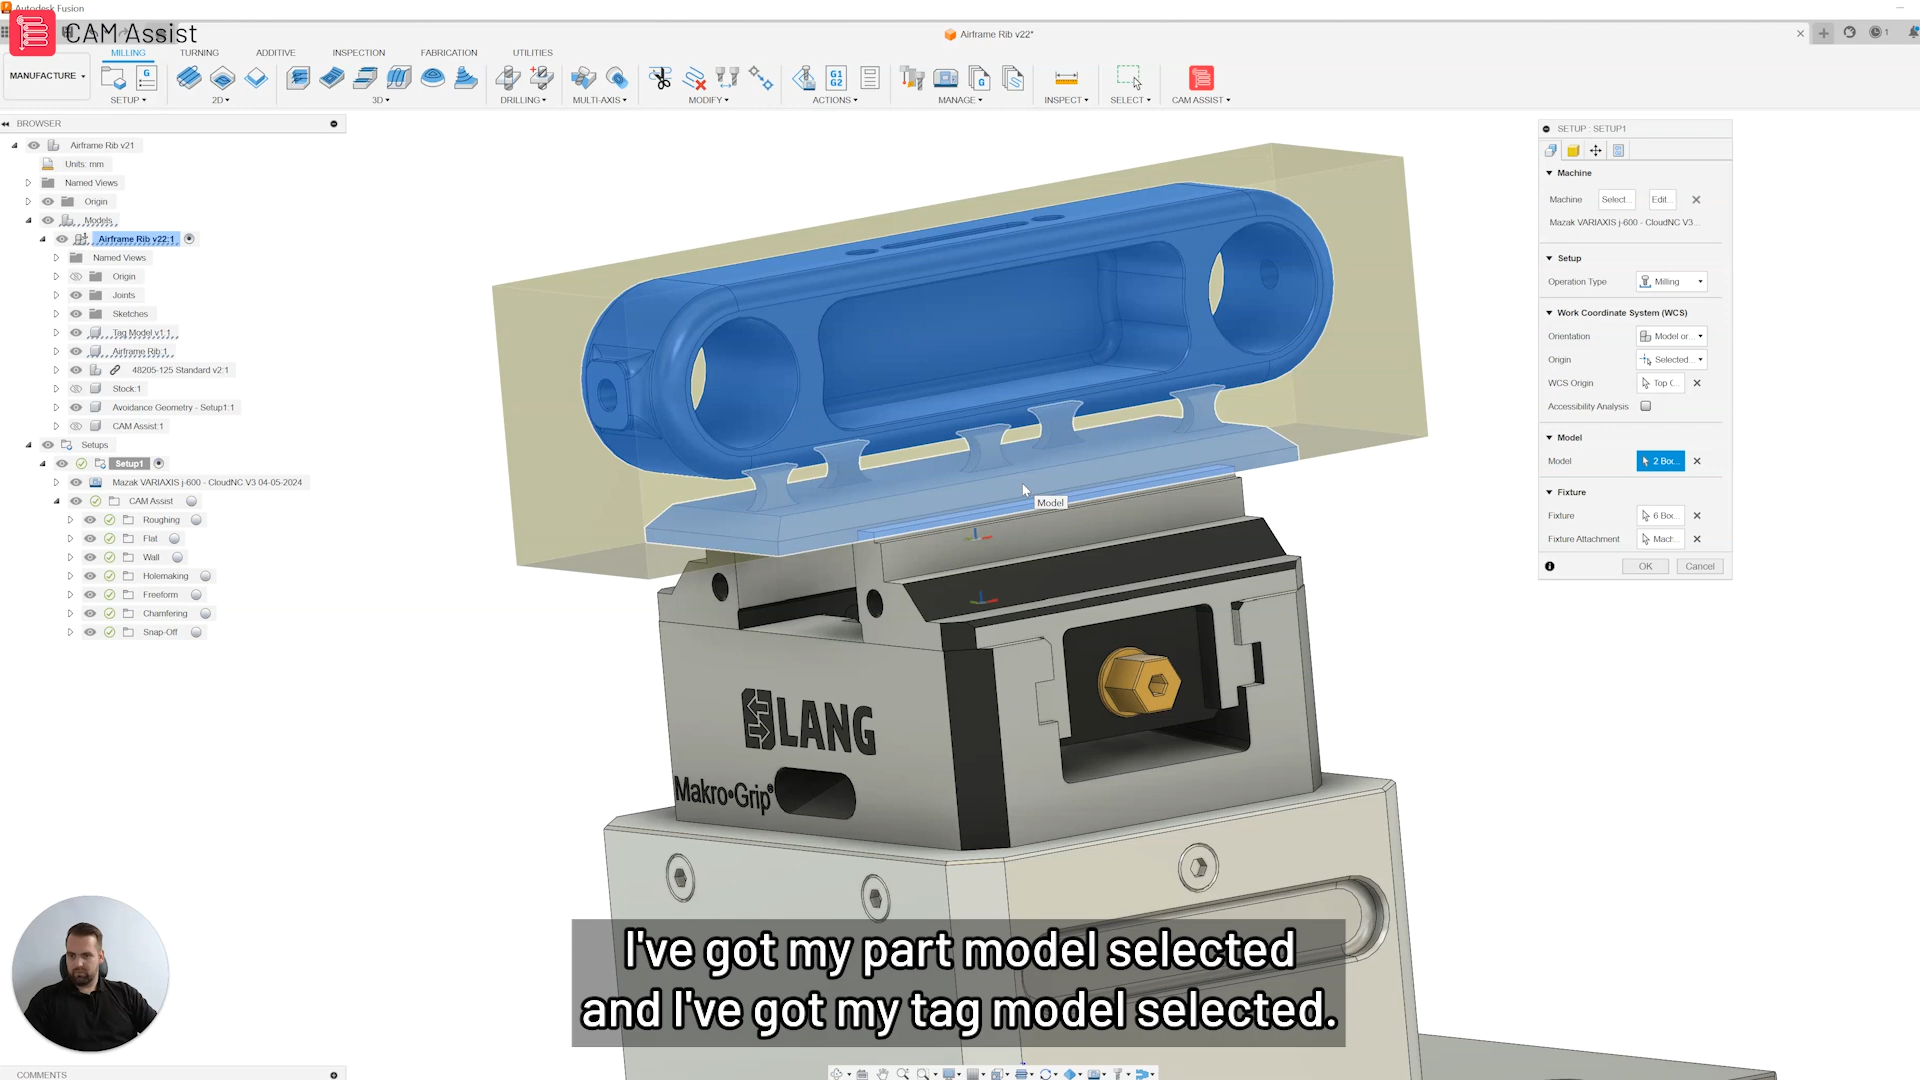 Autodesk Fusion
CAM Assist
Airframe Rib v22*
1
MILLING
TURNING
ADDITIVE
INSPECTION
FABRICATION
UTILITIES
MANUFACTURE
G1
G2
SETUP
2D
3D
DRILLING
MULTI-AXIS
MODIFY
ACTIONS
MANAGE
INSPECT
SELECT
CAM ASSIST
BROWSER
Airframe Rib v21
Units: mm
Named Views
Origin
Models
Airframe Rib v22:1
Named Views
Origin
Joints
Sketches
Tag Model v1:1
Airframe Rib:1
48205-125 Standard v2:1
Stock:1
Avoidance Geometry - Setup1:1
CAM Assist:1
Setups
Setup1
Mazak VARIAXIS j-600 - CloudNC V3 04-05-2024
CAM Assist
Roughing
Flat
Wall
Holemaking
Freeform
Chamfering
Snap-Off
SETUP : SETUP1
Machine
Machine Select... Edit...
Mazak VARIAXIS j-600 - CloudNC V3...
Setup
Operation Type Milling
Work Coordinate System (WCS)
Orientation Model or...
Origin Selected...
WCS Origin Top C...
Accessibility Analysis
Model
Model 2 Bo...
Fixture
Fixture 6 Bo...
Fixture Attachment Mach...
OK Cancel
Model
LANG
Makro•Grip®
I've got my part model selected
and I've got my tag model selected.
COMMENTS